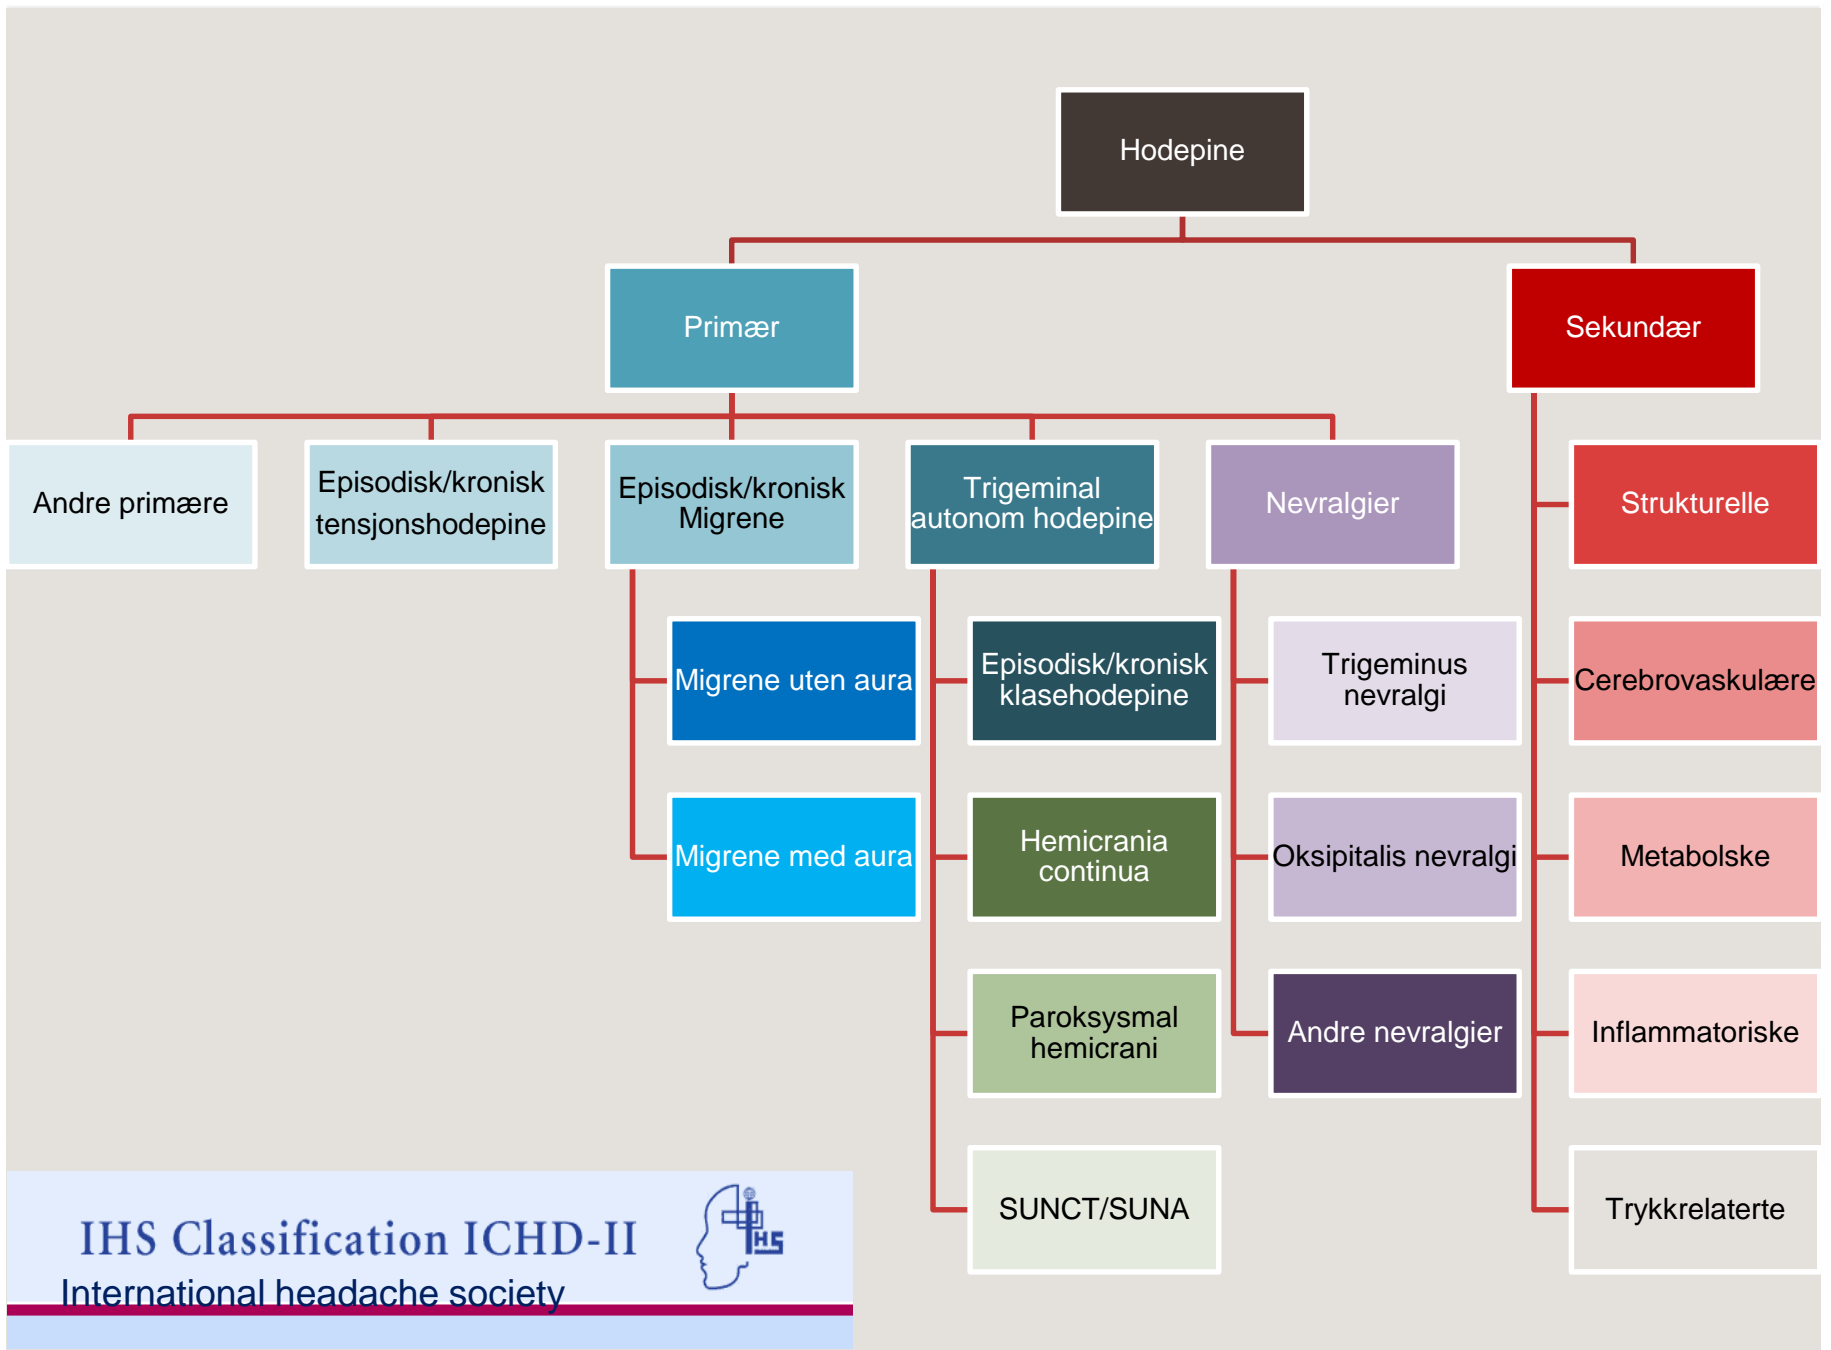 Hodepine
Primær
Sekundær
Andre primære
Episodisk/kronisk
tensjonshodepine
Episodisk/kronisk
Migrene
Trigeminal
autonom hodepine
Nevralgier
Strukturelle
Migrene uten aura
Episodisk/kronisk
klasehodepine
Trigeminus
nevralgi
Cerebrovaskulære
Migrene med aura
Hemicrania
continua
Oksipitalis nevralgi
Metabolske
Paroksysmal
hemicrani
Andre nevralgier
Inflammatoriske
SUNCT/SUNA
Trykkrelaterte
IHS Classification ICHD-II
IHS
International headache society